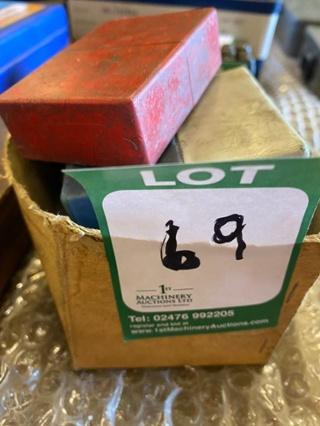 LOT
69
1ST
MACHINERY
AUCTIONS LTD
Tel: 02476 992205
register and bid at
www.1stMachineryAuctions.com